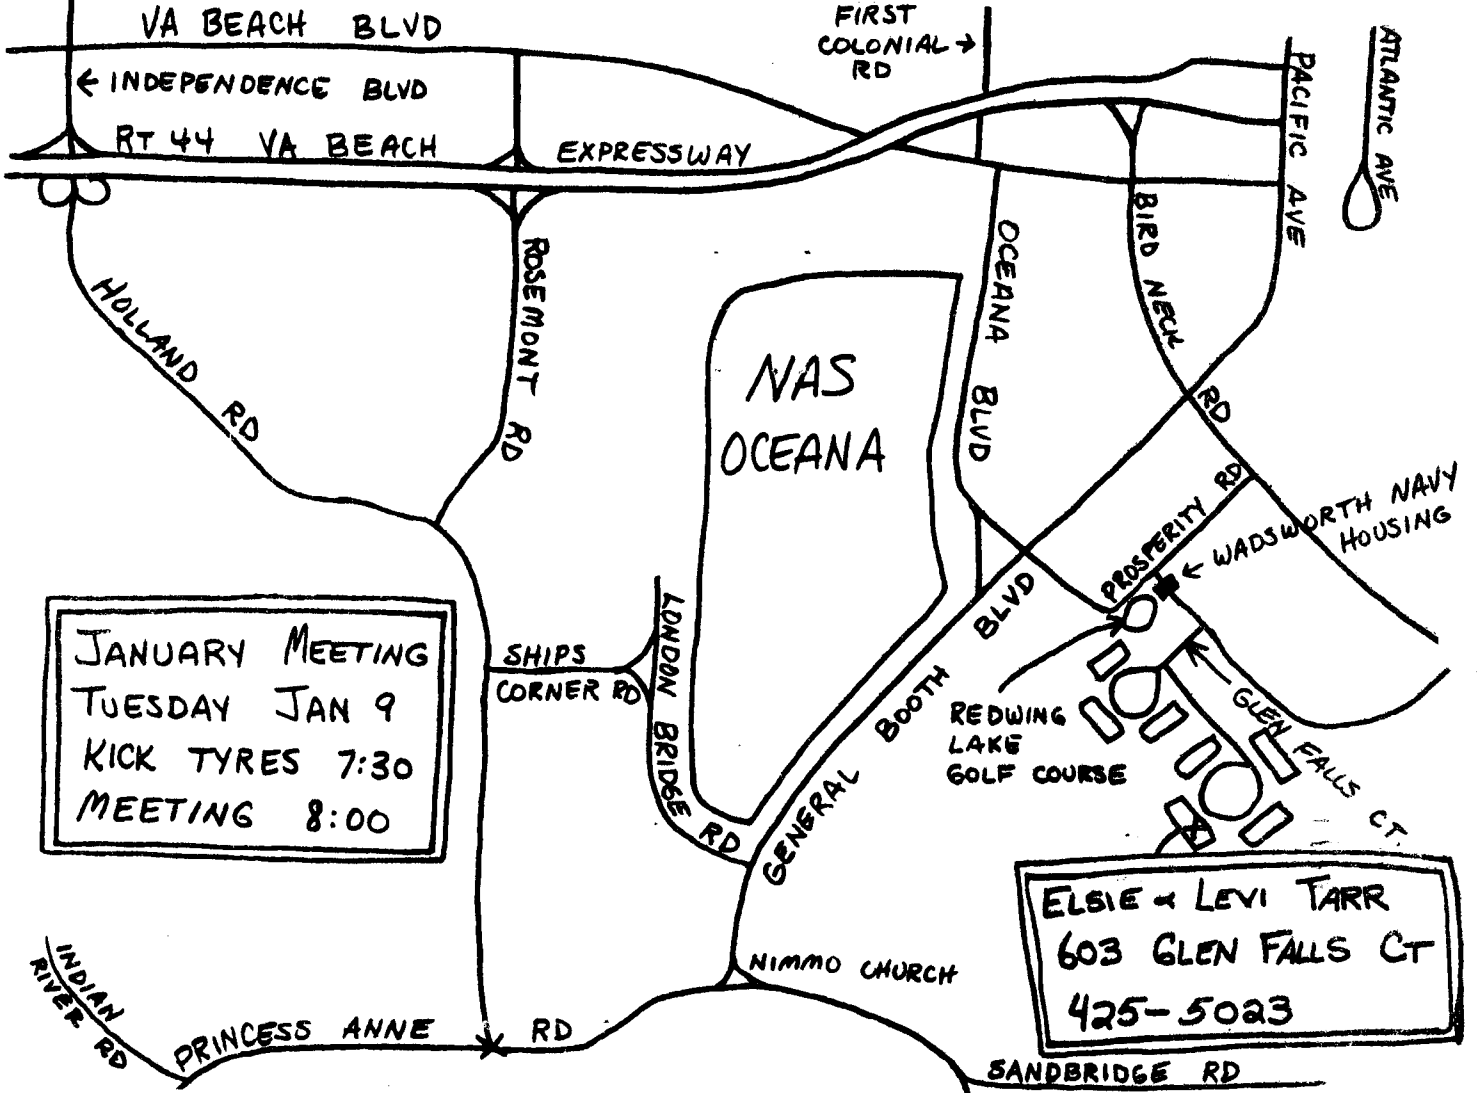 VA BEACH BLVD
FIRST
COLONIAL →
RD
← INDEPENDENCE BLVD
RT 44 VA BEACH EXPRESSWAY
PACIFIC AVE
ATLANTIC AVE
BIRD NECK RD
OCEANA BLVD
ROSEMONT RD
HOLLAND RD
NAS
OCEANA
PROSPERITY RD
← WADSWORTH NAVY
HOUSING
JANUARY MEETING
TUESDAY JAN 9
KICK TYRES 7:30
MEETING 8:00
SHIPS
CORNER RD
LONDON BRIDGE RD
GENERAL BOOTH BLVD
REDWING
LAKE
GOLF COURSE
GLEN FALLS CT.
ELSIE & LEVI TARR
603 GLEN FALLS CT
425-5023
NIMMO CHURCH
INDIAN
RIVER RD
PRINCESS ANNE RD
SANDBRIDGE RD